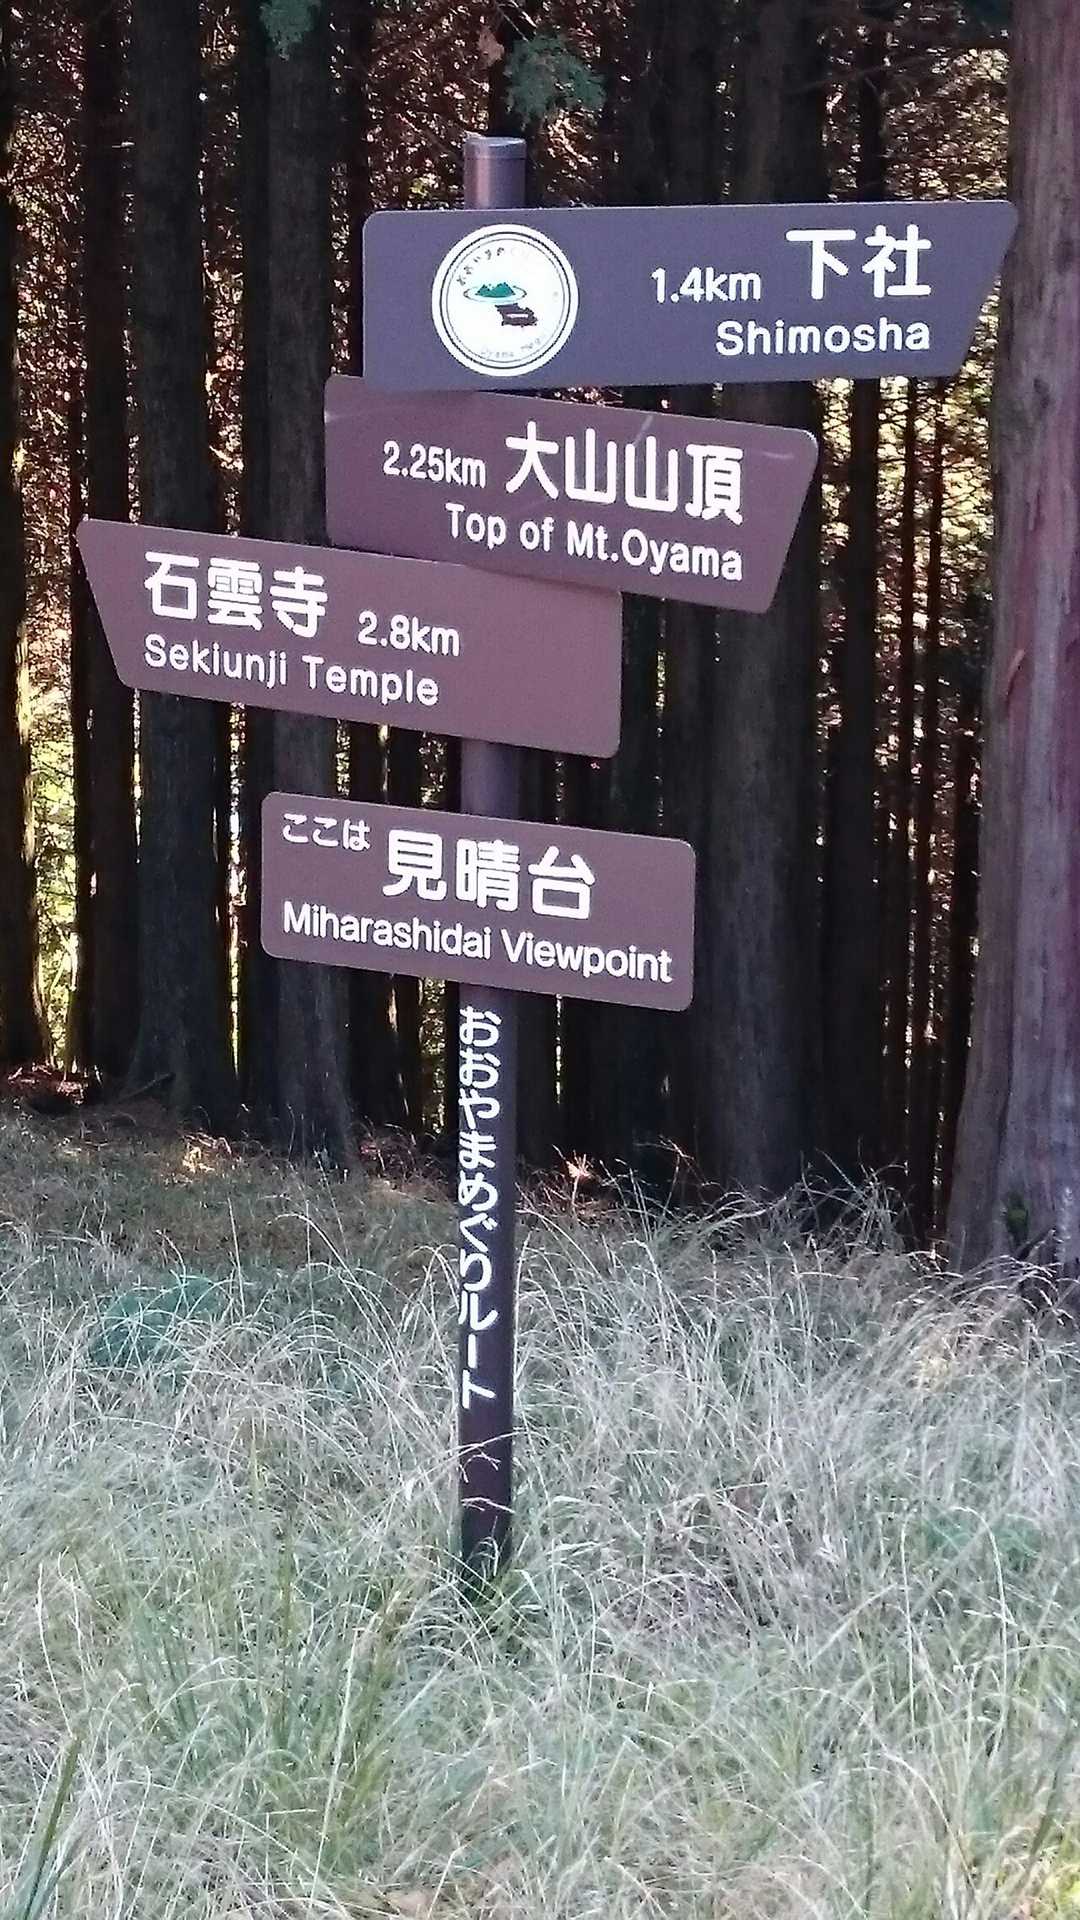 1.4km 下社
Shimosha
2.25km 大山山頂
Top of Mt.Oyama
石雲寺 2.8km
Sekiunji Temple
ここは 見晴台
Miharashidai Viewpoint
おおやまめぐりルート